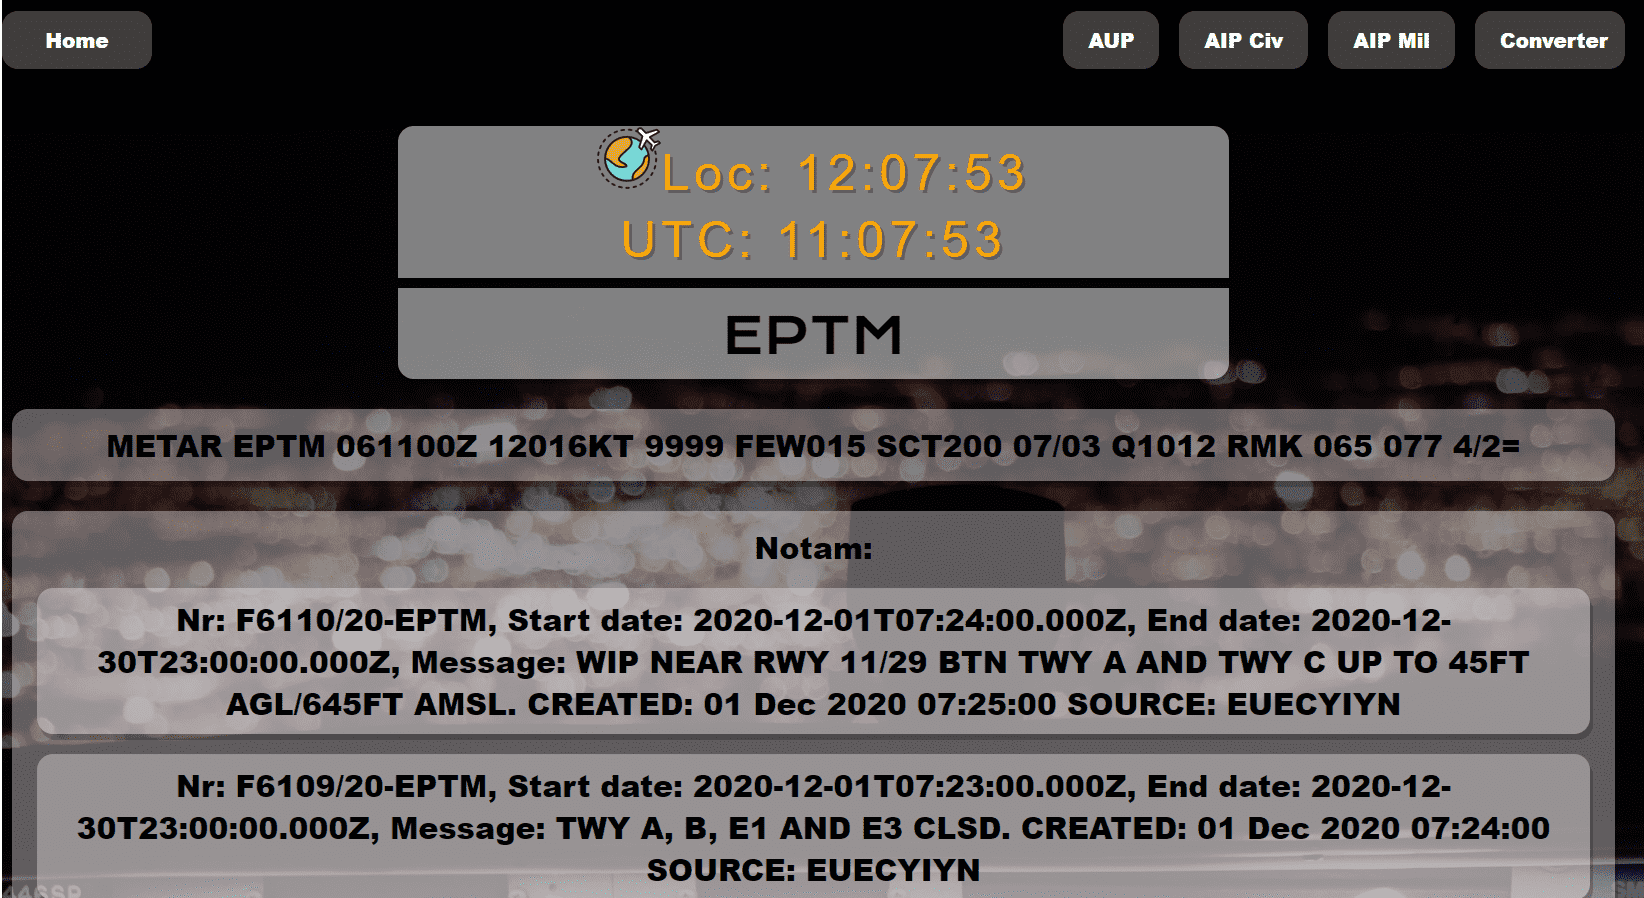 Home
AUP
AIP Civ
AIP Mil
Converter
Loc: 12:07:53
UTC: 11:07:53
EPTM
METAR EPTM 061100Z 12016KT 9999 FEW015 SCT200 07/03 Q1012 RMK 065 077 4/2=
Notam:
Nr: F6110/20-EPTM, Start date: 2020-12-01T07:24:00.000Z, End date: 2020-12-
30T23:00:00.000Z, Message: WIP NEAR RWY 11/29 BTN TWY A AND TWY C UP TO 45FT
AGL/645FT AMSL. CREATED: 01 Dec 2020 07:25:00 SOURCE: EUECYIYN
Nr: F6109/20-EPTM, Start date: 2020-12-01T07:23:00.000Z, End date: 2020-12-
30T23:00:00.000Z, Message: TWY A, B, E1 AND E3 CLSD. CREATED: 01 Dec 2020 07:24:00
SOURCE: EUECYIYN